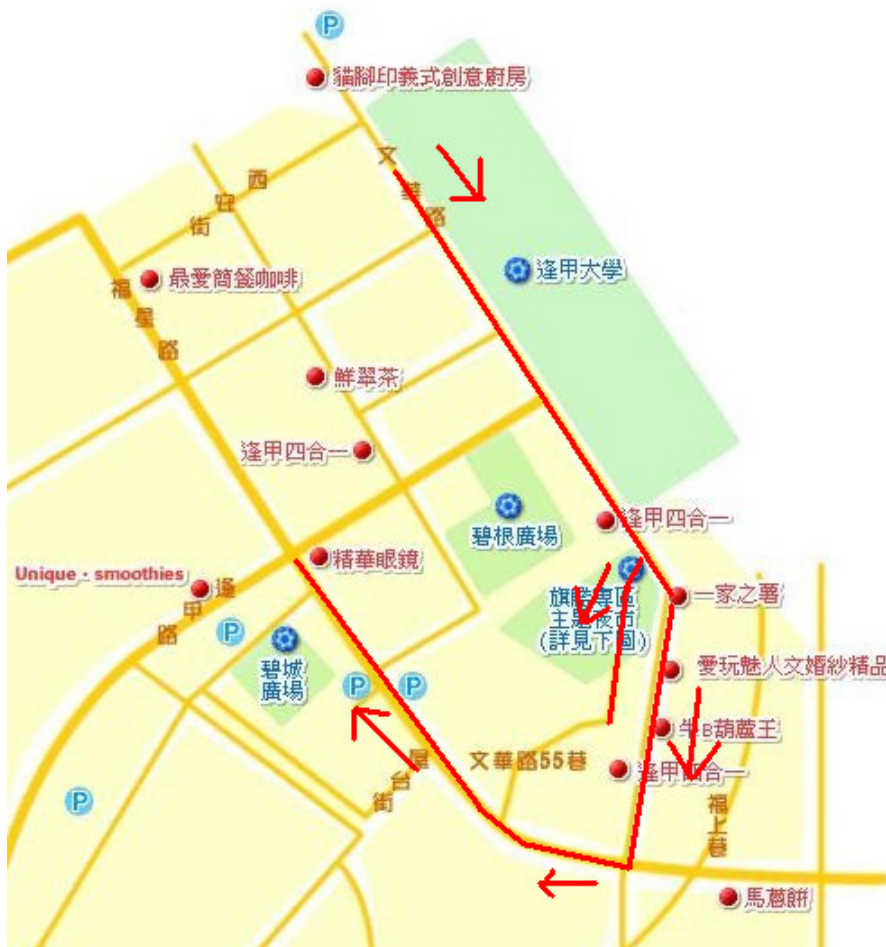 P
貓腳印義式創意廚房
文華路
西安街
逢甲大學
最愛簡餐咖啡
福星路
鮮翠茶
逢甲四合一
碧根廣場
逢甲四合一
精華眼鏡
Unique・smoothies
逢甲路
旗艦專區
主題夜市
(詳見下圖)
一家之薯
P
碧城
廣場
愛玩魅人文婚紗精品
P
P
牛B葫蘆王
文華路55巷
逢甲四合一
P
台街
福上巷
馬蔥餅